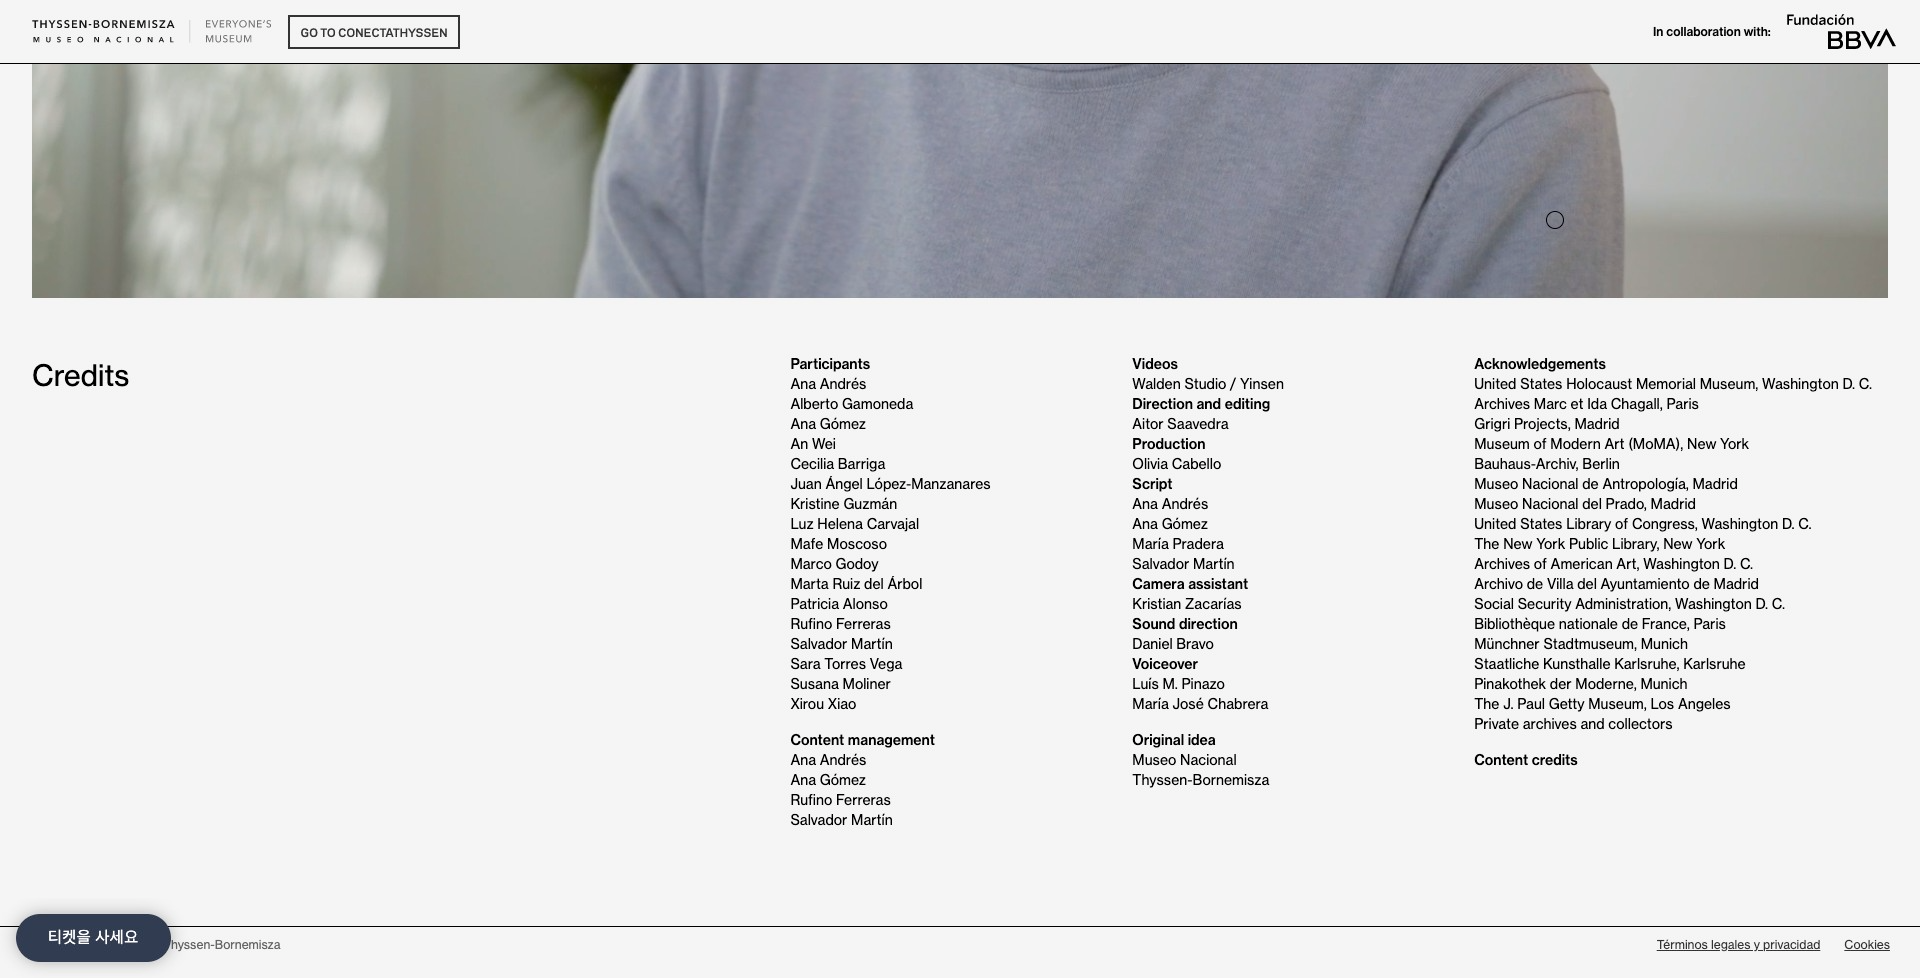 THYSSEN-BORNEMISZA
MUSEO NACIONAL
EVERYONE'S
MUSEUM
GO TO CONECTATHYSSEN
In collaboration with:
Fundación
BBVA
Credits
Participants
Ana Andrés
Alberto Gamoneda
Ana Gómez
An Wei
Cecilia Barriga
Juan Ángel López-Manzanares
Kristine Guzmán
Luz Helena Carvajal
Mafe Moscoso
Marco Godoy
Marta Ruiz del Árbol
Patricia Alonso
Rufino Ferreras
Salvador Martín
Sara Torres Vega
Susana Moliner
Xirou Xiao
Content management
Ana Andrés
Ana Gómez
Rufino Ferreras
Salvador Martín
Videos
Walden Studio / Yinsen
Direction and editing
Aitor Saavedra
Production
Olivia Cabello
Script
Ana Andrés
Ana Gómez
María Pradera
Salvador Martín
Camera assistant
Kristian Zacarías
Sound direction
Daniel Bravo
Voiceover
Luís M. Pinazo
María José Chabrera
Original idea
Museo Nacional
Thyssen-Bornemisza
Acknowledgements
United States Holocaust Memorial Museum, Washington D. C.
Archives Marc et Ida Chagall, Paris
Grigri Projects, Madrid
Museum of Modern Art (MoMA), New York
Bauhaus-Archiv, Berlin
Museo Nacional de Antropología, Madrid
Museo Nacional del Prado, Madrid
United States Library of Congress, Washington D. C.
The New York Public Library, New York
Archives of American Art, Washington D. C.
Archivo de Villa del Ayuntamiento de Madrid
Social Security Administration, Washington D. C.
Bibliothèque nationale de France, Paris
Münchner Stadtmuseum, Munich
Staatliche Kunsthalle Karlsruhe, Karlsruhe
Pinakothek der Moderne, Munich
The J. Paul Getty Museum, Los Angeles
Private archives and collectors
Content credits
티켓을 사세요
hyssen-Bornemisza
Términos legales y privacidad
Cookies